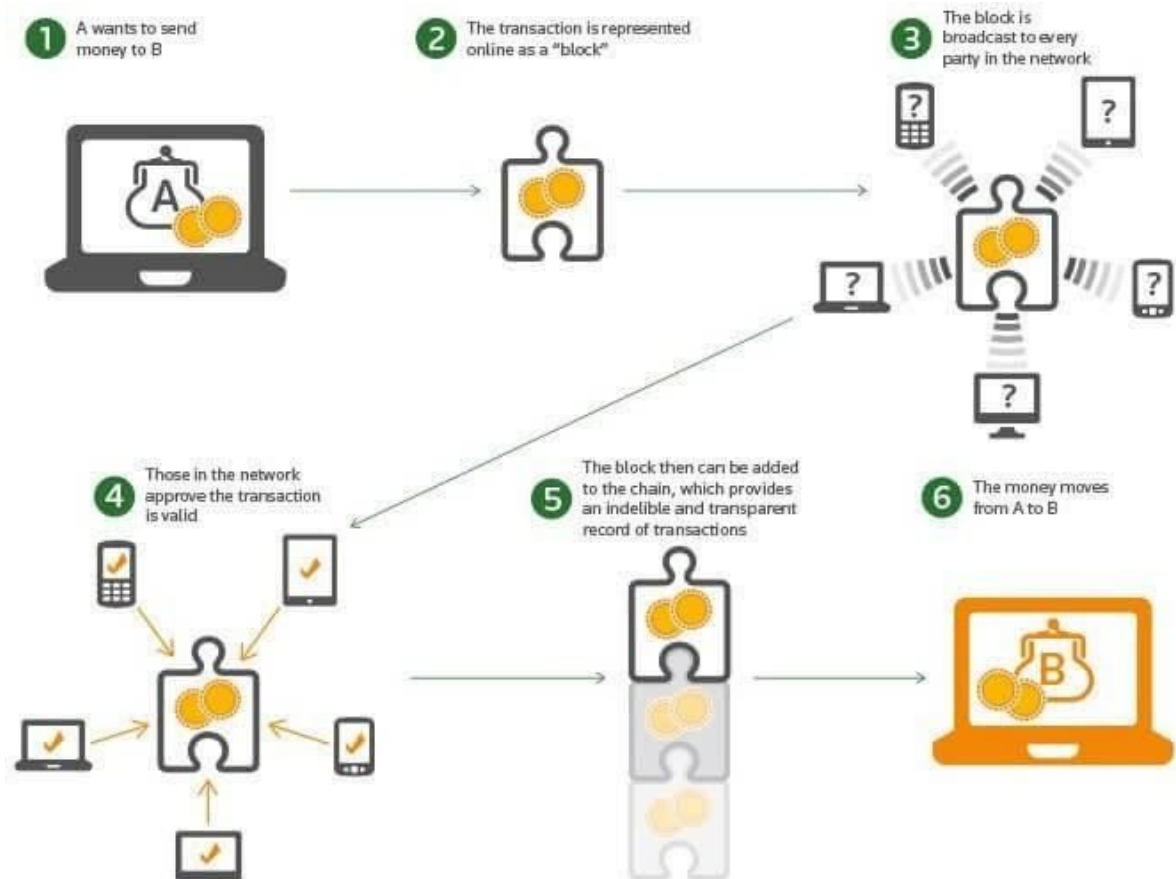 1
A wants to send
money to B
2
The transaction is represented
online as a “block”
3
The block is
broadcast to every
party in the network
A
?
?
?
?
?
4
Those in the network
approve the transaction
is valid
5
The block then can be added
to the chain, which provides
an indelible and transparent
record of transactions
6
The money moves
from A to B
B